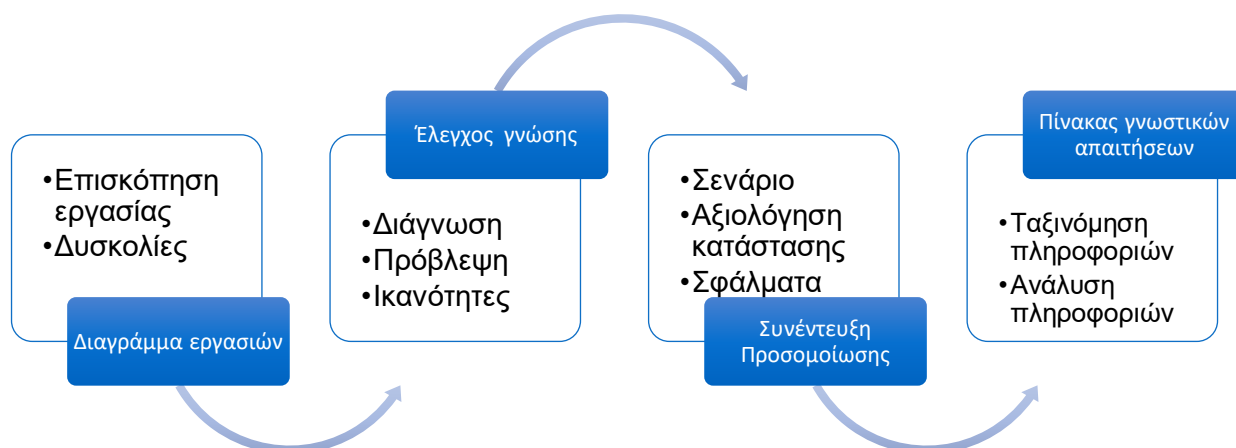 •Επισκόπηση
εργασίας
•Δυσκολίες
Διαγράμμα εργασιών
Έλεγχος γνώσης
•Διάγνωση
•Πρόβλεψη
•Ικανότητες
•Σενάριο
•Αξιολόγηση
κατάστασης
•Σφάλματα
Συνέντευξη
Προσομοίωσης
Πίνακας γνωστικών
απαιτήσεων
•Ταξινόμηση
πληροφοριών
•Ανάλυση
πληροφοριών